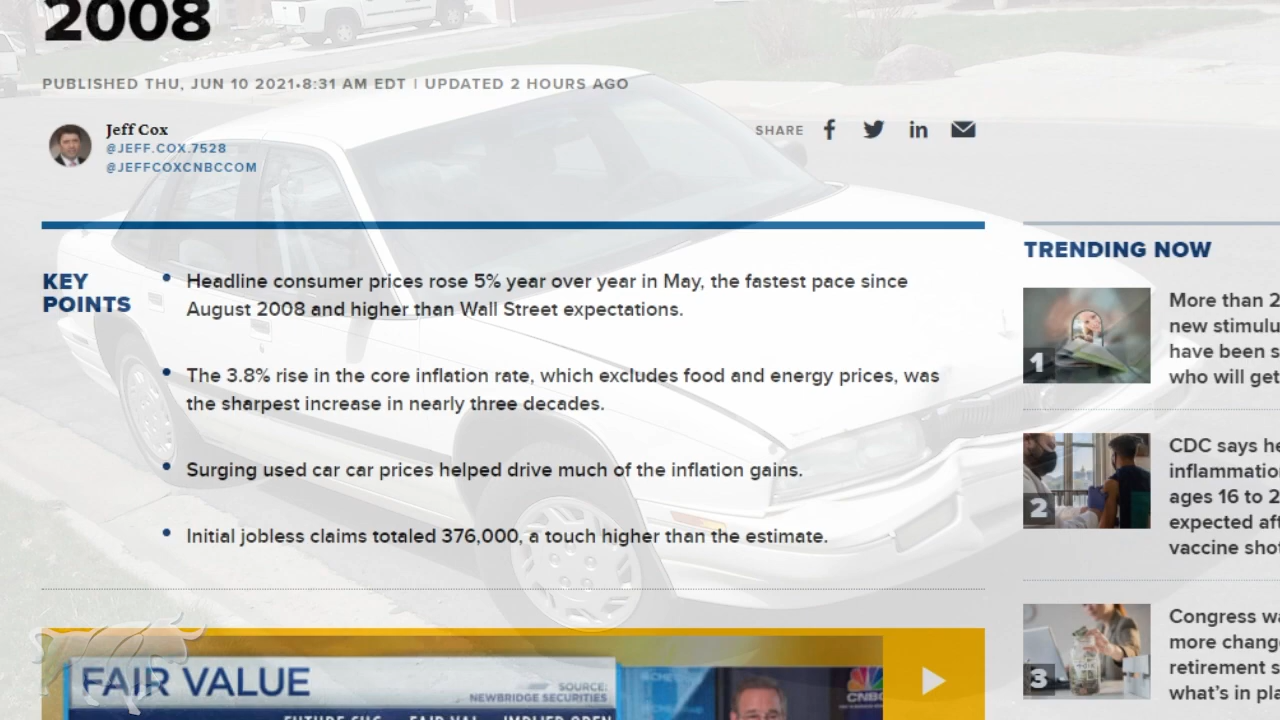 2008
PUBLISHED THU, JUN 10 2021•8:31 AM EDT | UPDATED 2 HOURS AGO
Jeff Cox
@JEFF.COX.7528
@JEFFCOXCNBCCOM
SHARE
KEY
POINTS
Headline consumer prices rose 5% year over year in May, the fastest pace since
August 2008 and higher than Wall Street expectations.
The 3.8% rise in the core inflation rate, which excludes food and energy prices, was
the sharpest increase in nearly three decades.
Surging used car car prices helped drive much of the inflation gains.
Initial jobless claims totaled 376,000, a touch higher than the estimate.
TRENDING NOW
1
More than 2
new stimulu
have been s
who will get
2
CDC says he
inflammatio
ages 16 to 2
expected aft
vaccine shot
3
Congress wa
more change
retirement s
what's in pla
FAIR VALUE
SOURCE:
NEWBRIDGE SECURITIES
FAIR VAL
IMPLIED OPEN
CNBC